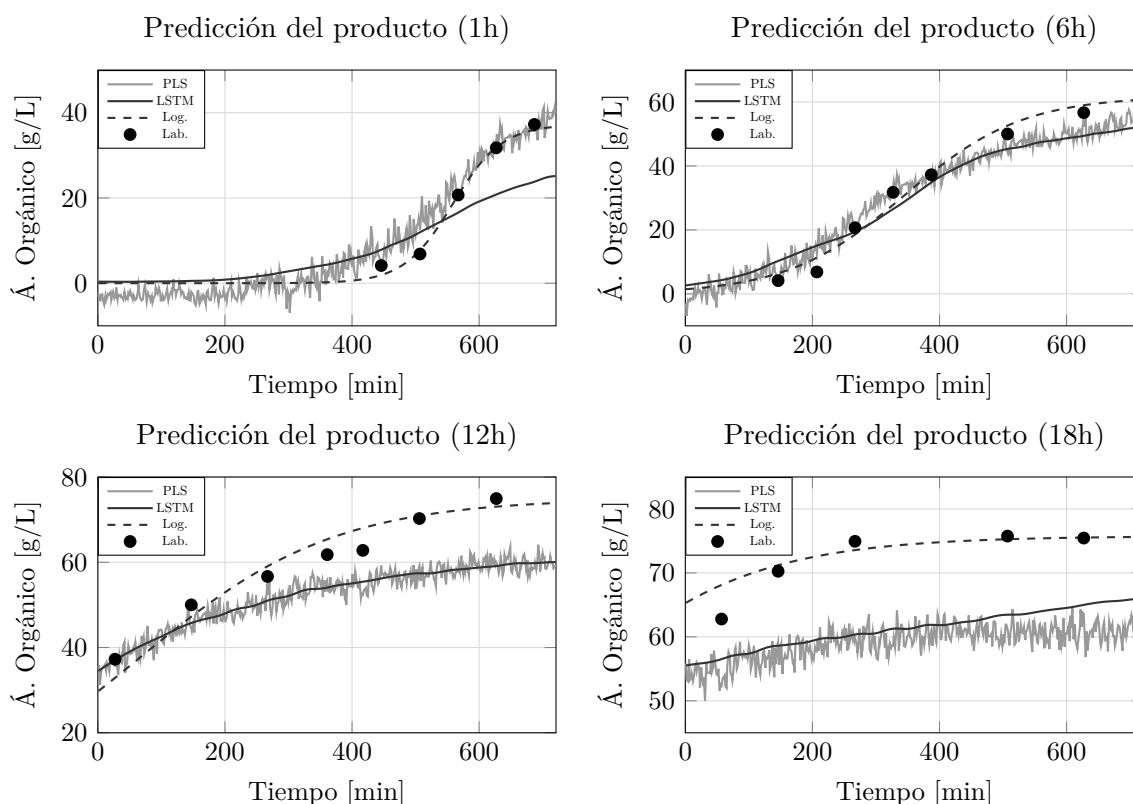 Predicción del producto (1h)
PLS
LSTM
Log.
Lab.
Á. Orgánico [g/L]
40
20
0
0 200 400 600
Tiempo [min]
Predicción del producto (6h)
PLS
LSTM
Log.
Lab.
Á. Orgánico [g/L]
60
40
20
0
0 200 400 600
Tiempo [min]
Predicción del producto (12h)
PLS
LSTM
Log.
Lab.
Á. Orgánico [g/L]
80
60
40
20
0 200 400 600
Tiempo [min]
Predicción del producto (18h)
PLS
LSTM
Log.
Lab.
Á. Orgánico [g/L]
80
70
60
50
0 200 400 600
Tiempo [min]